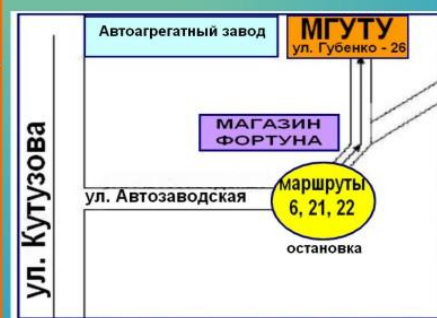 Автоагрегатный завод
МГУТУ
ул. Губенко - 26
МАГАЗИН
ФОРТУНА
ул. Кутузова
ул. Автозаводская
маршруты
6, 21, 22
остановка